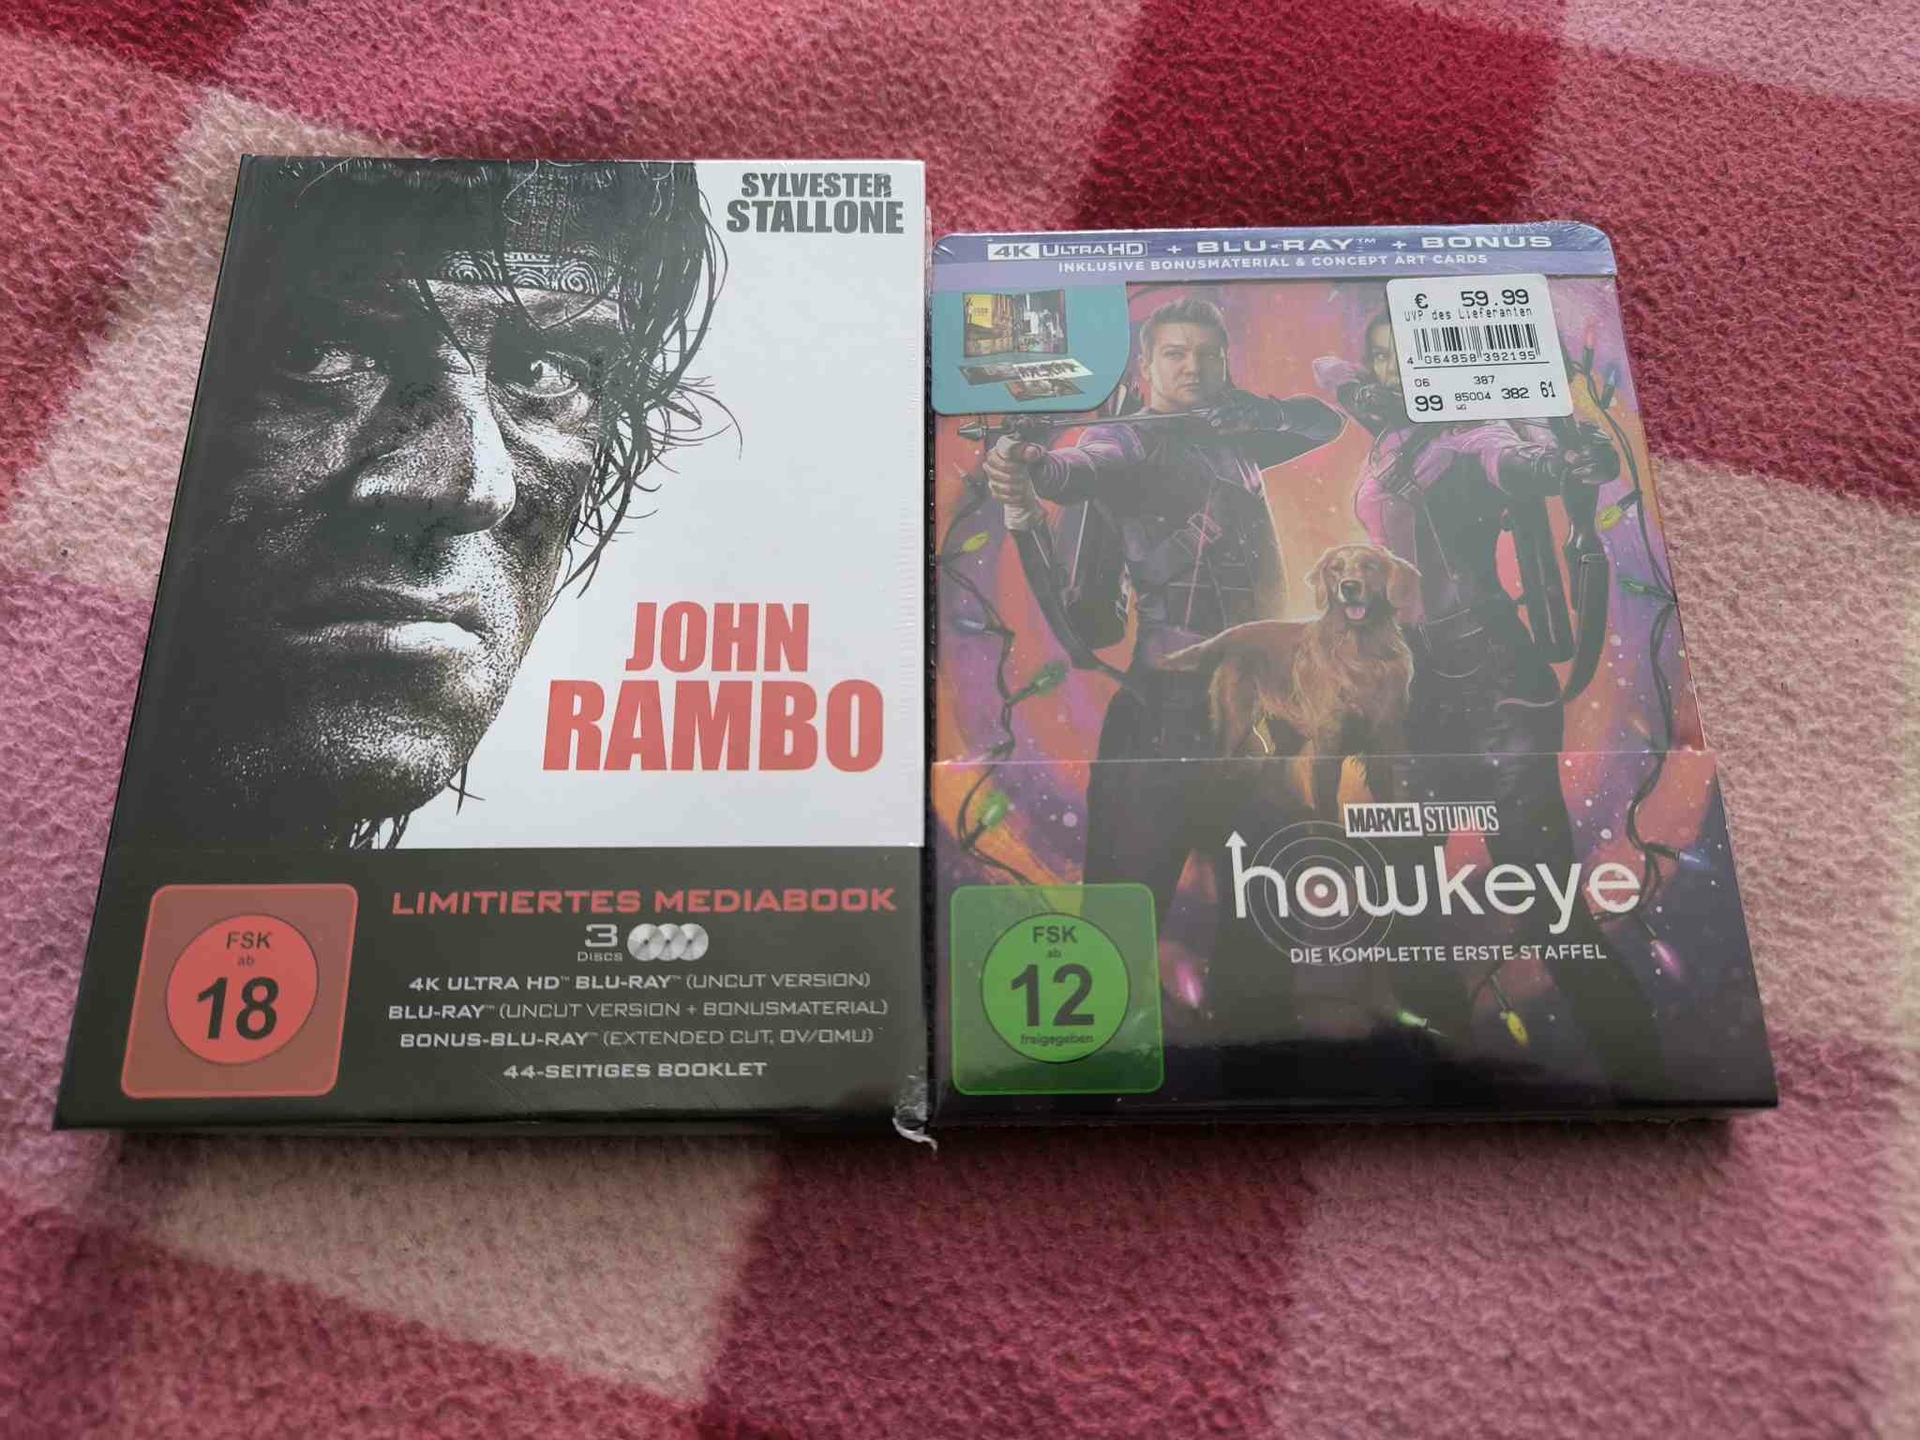 SYLVESTER
STALLONE
JOHN
RAMBO
LIMITIERTES MEDIABOOK
3
DISCS
4K ULTRA HD™ BLU-RAY™ (UNCUT VERSION)
BLU-RAY™ (UNCUT VERSION + BONUSMATERIAL)
BONUS-BLU-RAY™ (EXTENDED CUT, OV/OMU)
44-SEITIGES BOOKLET
FSK
ab
18
4K ULTRA HD + BLU-RAY™ + BONUS
INKLUSIVE BONUSMATERIAL & CONCEPT ART CARDS
€ 59.99
UVP des Lieferanten
4 064858 392195
06 387
99 85004 382 61
WG
MARVEL STUDIOS
hawkeye
DIE KOMPLETTE ERSTE STAFFEL
FSK
ab
12
freigegeben